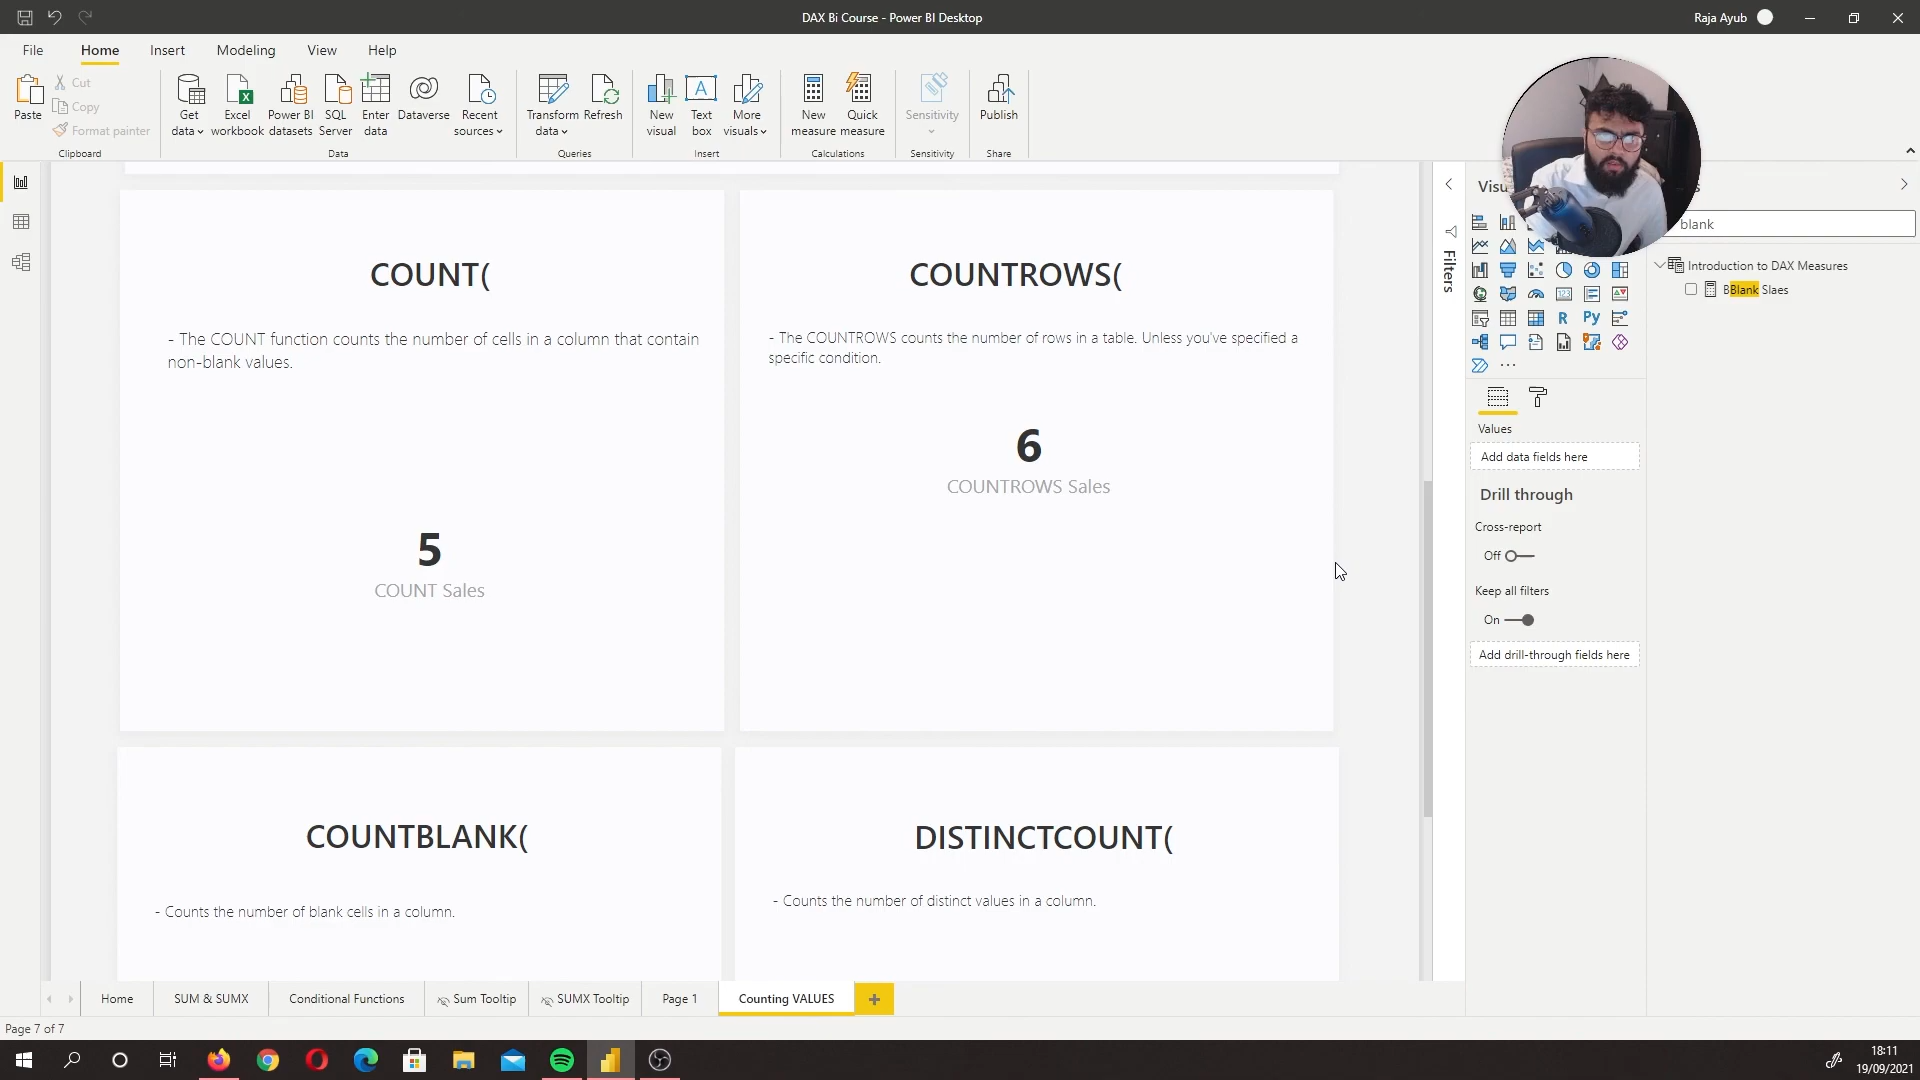 DAX Bi Course - Power BI Desktop
Raja Ayub
File
Home
Insert
Modeling
View
Help
Paste
Cut
Copy
Format painter
Clipboard
Get
data
Excel
workbook
Power BI
datasets
SQL
Server
Enter
data
Dataverse
Recent
sources
Data
Transform
data
Refresh
Queries
New
visual
Text
box
More
visuals
Insert
New
measure
Quick
measure
Calculations
Sensitivity
Sensitivity
Publish
Share
COUNT(
- The COUNT function counts the number of cells in a column that contain
non-blank values.
5
COUNT Sales
COUNTROWS(
- The COUNTROWS counts the number of rows in a table. Unless you've specified a
specific condition.
6
COUNTROWS Sales
COUNTBLANK(
- Counts the number of blank cells in a column.
DISTINCTCOUNT(
- Counts the number of distinct values in a column.
Filters
R
Py
Values
Add data fields here
Drill through
Cross-report
Off
Keep all filters
On
Add drill-through fields here
blank
Introduction to DAX Measures
BBlank Slaes
Home
SUM & SUMX
Conditional Functions
Sum Tooltip
SUMX Tooltip
Page 1
Counting VALUES
Page 7 of 7
18:11
19/09/2021